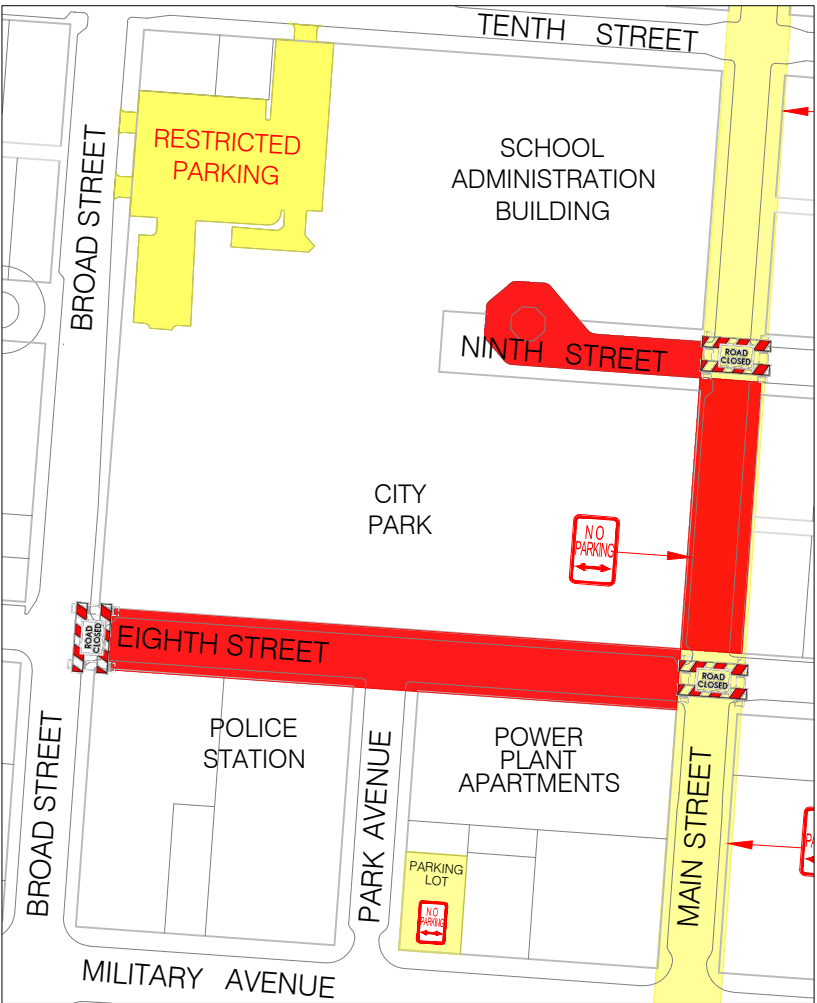 TENTH STREET
RESTRICTED
PARKING
SCHOOL
ADMINISTRATION
BUILDING
BROAD STREET
NINTH STREET
ROAD
CLOSED
CITY
PARK
NO
PARKING
ROAD
CLOSED
EIGHTH STREET
ROAD
CLOSED
POLICE
STATION
POWER
PLANT
APARTMENTS
BROAD STREET
PARK AVENUE
MAIN STREET
PARKING
LOT
NO
PARKING
PA
MILITARY AVENUE